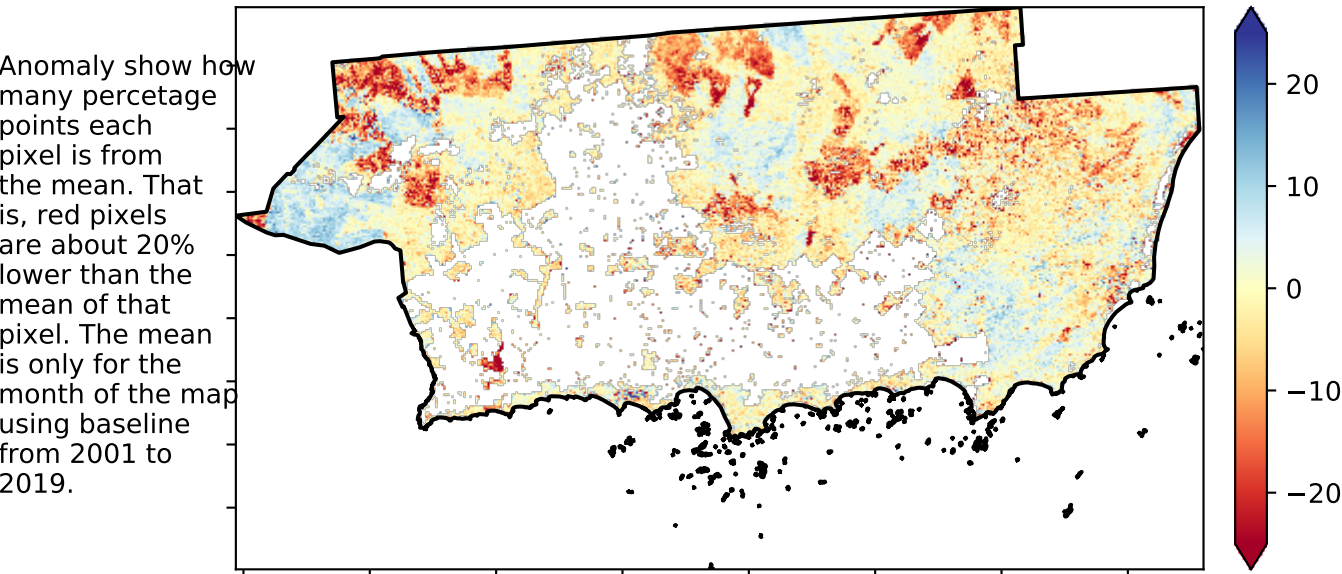 Anomaly show how
many percetage
points each
pixel is from
the mean. That
is, red pixels
are about 20%
lower than the
mean of that
pixel. The mean
is only for the
month of the map
using baseline
from 2001 to
2019.
20
10
0
−10
−20